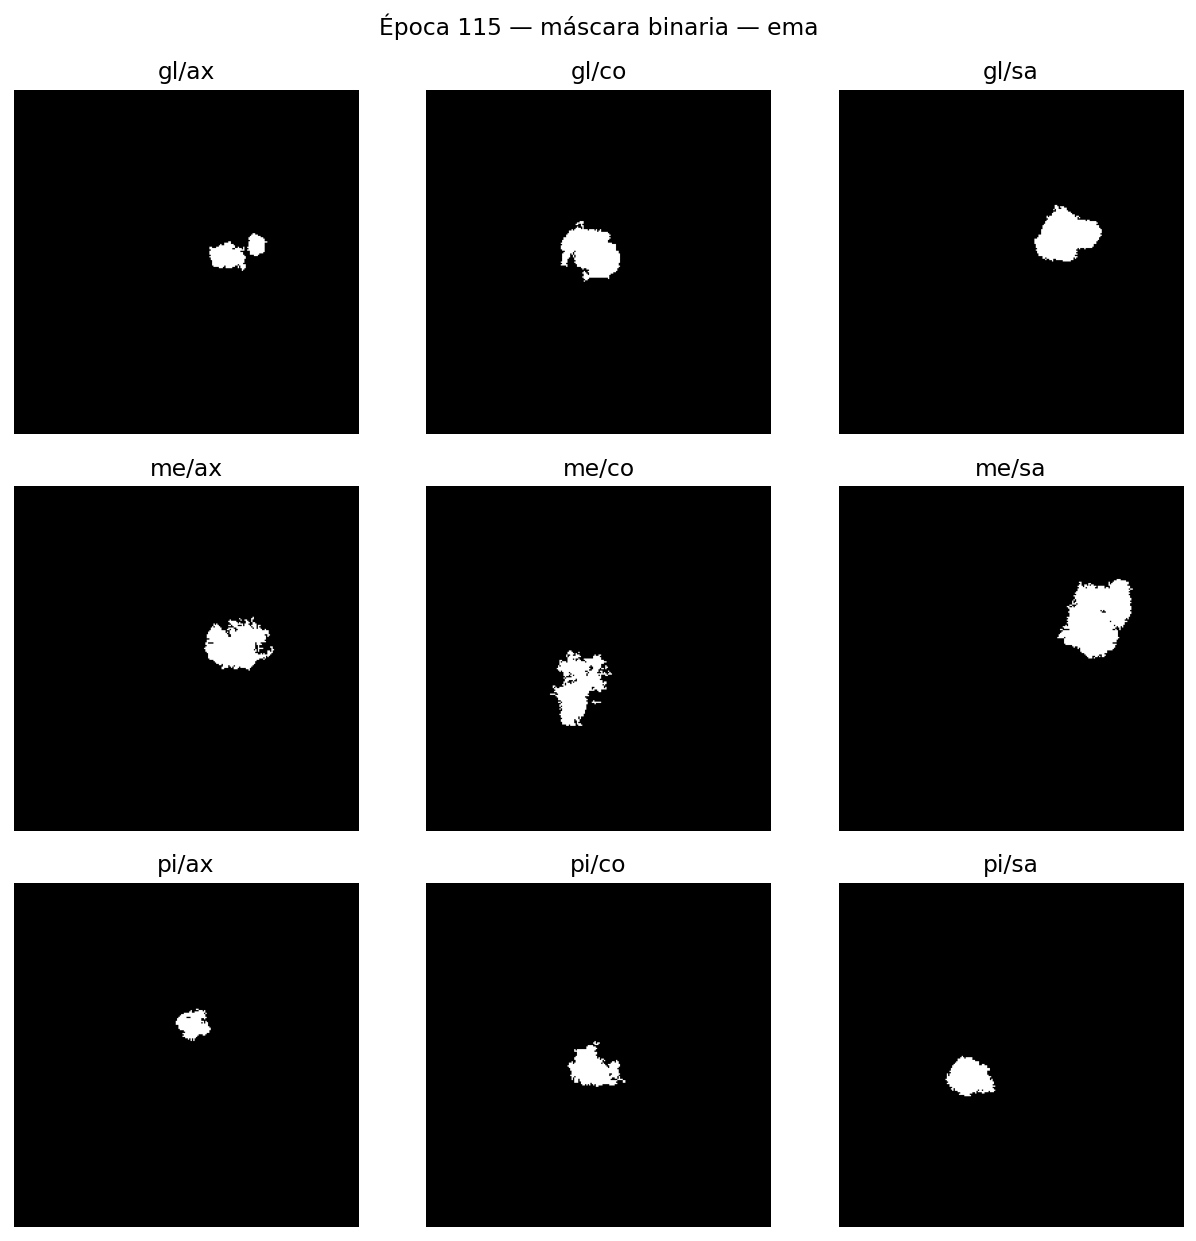 Época 115 — máscara binaria — ema
gl/ax
gl/co
gl/sa
me/ax
me/co
me/sa
pi/ax
pi/co
pi/sa